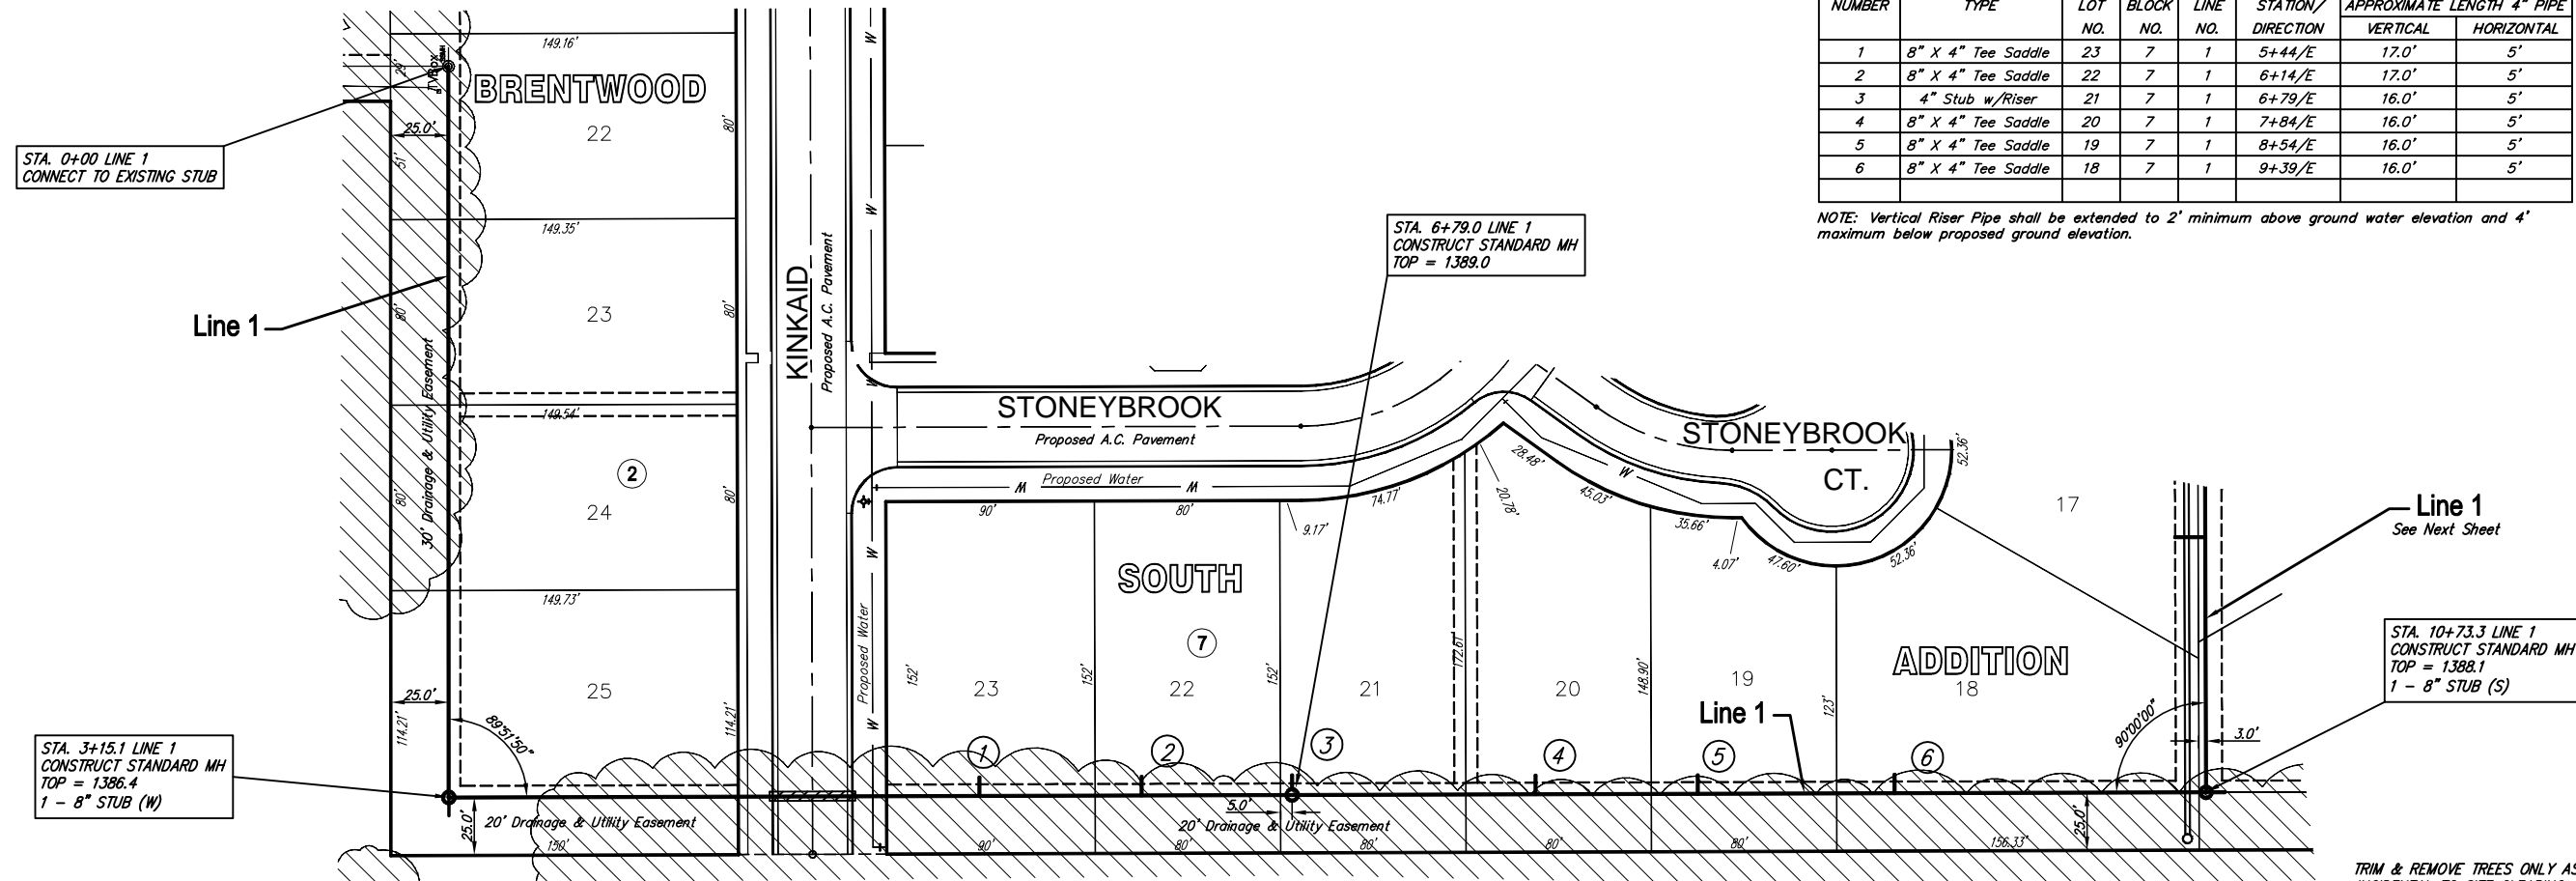 NUMBER TYPE LOT NO. BLOCK NO. LINE NO. STATION/ DIRECTION APPROXIMATE LENGTH 4" PIPE
VERTICAL HORIZONTAL
1 8" X 4" Tee Saddle 23 7 1 5+44/E 17.0' 5'
2 8" X 4" Tee Saddle 22 7 1 6+14/E 17.0' 5'
3 4" Stub w/Riser 21 7 1 6+79/E 16.0' 5'
4 8" X 4" Tee Saddle 20 7 1 7+84/E 16.0' 5'
5 8" X 4" Tee Saddle 19 7 1 8+54/E 16.0' 5'
6 8" X 4" Tee Saddle 18 7 1 9+39/E 16.0' 5'
NOTE: Vertical Riser Pipe shall be extended to 2' minimum above ground water elevation and 4'
maximum below proposed ground elevation.
149.16'
29'
TVBox
BRENTWOOD
22
80'
25.0'
51'
STA. 0+00 LINE 1
CONNECT TO EXISTING STUB
149.35'
Line 1
80'
23
80'
30' Drainage & Utility Easement
149.54'
2
80'
24
80'
149.73'
25
25.0'
114.21'
114.21'
89°51'50"
STA. 3+15.1 LINE 1
CONSTRUCT STANDARD MH
TOP = 1386.4
1 - 8" STUB (W)
25.0'
20' Drainage & Utility Easement
150'
KINKAID
Proposed A.C. Pavement
W
W
W
W
W
W
Proposed Water
STA. 6+79.0 LINE 1
CONSTRUCT STANDARD MH
TOP = 1389.0
STONEYBROOK
Proposed A.C. Pavement
W Proposed Water W
90'
80'
9.17'
74.77'
20.78'
28.48'
45.03'
W
35.66'
4.07'
47.60'
52.36'
52.36'
STONEYBROOK
CT.
17
Line 1
See Next Sheet
SOUTH
7
152'
23
152'
22
152'
21
172.61'
20
148.90'
19
123'
18
ADDITION
Line 1
1
2
3
4
5
6
90°00'00"
3.0'
STA. 10+73.3 LINE 1
CONSTRUCT STANDARD MH
TOP = 1388.1
1 - 8" STUB (S)
5.0'
20' Drainage & Utility Easement
25.0'
90'
80'
80'
80'
80'
156.33'
TRIM & REMOVE TREES ONLY AS